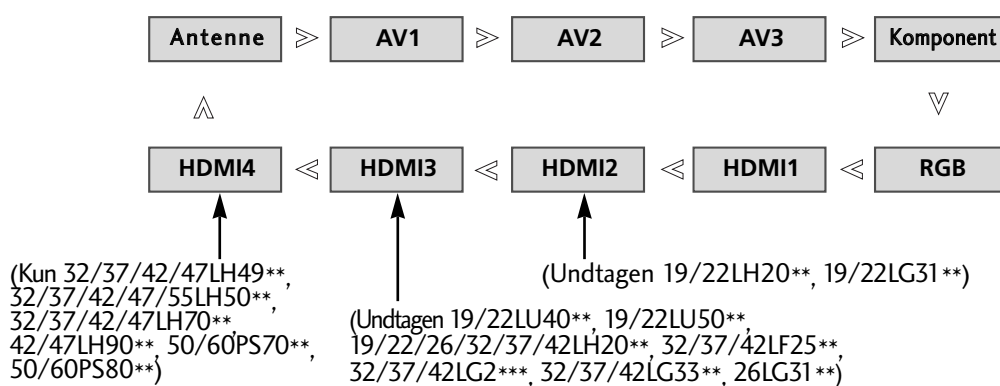 Antenne AV1 AV2 AV3 Komponent
HDMI4 HDMI3 HDMI2 HDMI1 RGB
(Kun 32/37/42/47LH49**,
32/37/42/47/55LH50**,
32/37/42/47LH70**,
42/47LH90**, 50/60PS70**,
50/60PS80**)
(Undtagen 19/22LU40**, 19/22LU50**,
19/22/26/32/37/42LH20**, 32/37/42LF25**,
32/37/42LG2***, 32/37/42LG33**, 26LG31**)
(Undtagen 19/22LH20**, 19/22LG31**)